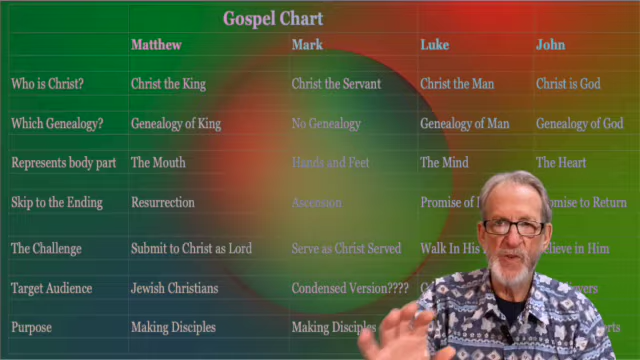 Gospel Chart
Matthew Mark Luke John
Who is Christ? Christ the King Christ the Servant Christ the Man Christ is God
Which Genealogy? Genealogy of King No Genealogy Genealogy of Man Genealogy of God
Represents body part The Mouth Hands and Feet The Mind The Heart
Skip to the Ending Resurrection Ascension Promise of to Return
The Challenge Submit to Christ as Lord Serve as Christ Served Walk In His in Him
Target Audience Jewish Christians Condensed Version????
Purpose Making Disciples Making Disciples